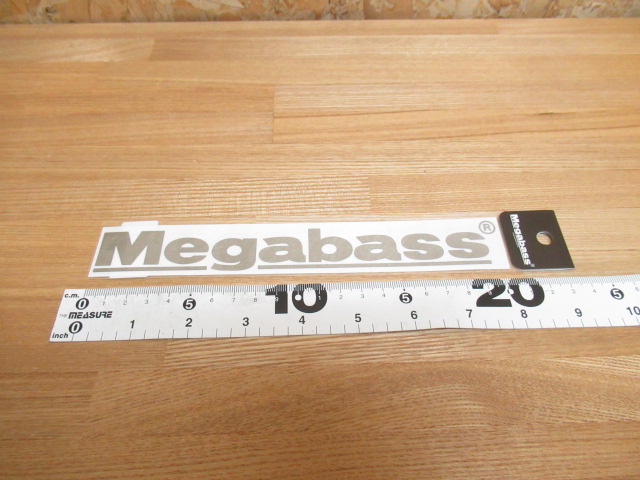 Megabass®
Megabass®
c.m. 0 5 10 5 20 5
THE MEASURE
inch 0 1 2 3 4 5 6 7 8 9 10